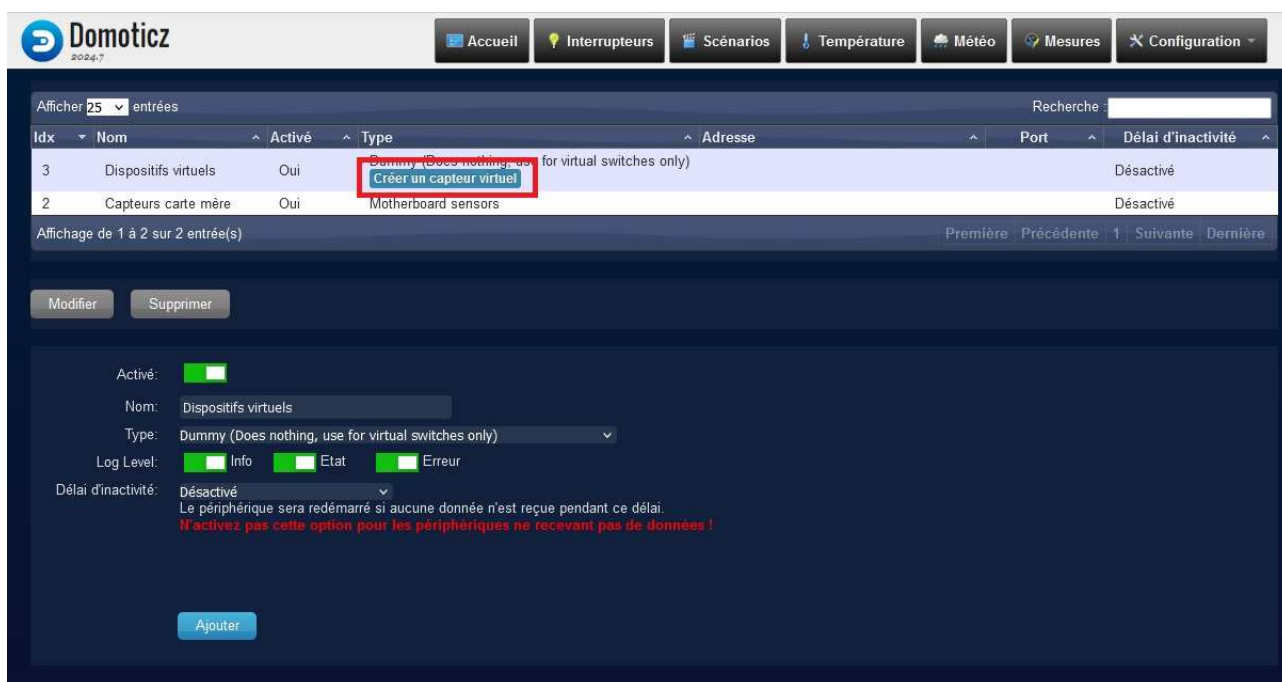 Domoticz
2024.7
Accueil Interrupteurs Scénarios Température Météo Mesures Configuration
Afficher 25 entrées Recherche :
Idx Nom Activé Type Adresse Port Délai d'inactivité
3 Dispositifs virtuels Oui Dummy (Does nothing, use for virtual switches only) Désactivé
Créer un capteur virtuel
2 Capteurs carte mère Oui Motherboard sensors Désactivé
Affichage de 1 à 2 sur 2 entrée(s) Première Précédente 1 Suivante Dernière
Modifier Supprimer
Activé:
Nom: Dispositifs virtuels
Type: Dummy (Does nothing, use for virtual switches only)
Log Level: Info Etat Erreur
Délai d'inactivité: Désactivé
Le périphérique sera redémarré si aucune donnée n'est reçue pendant ce délai.
N'activez pas cette option pour les périphériques ne recevant pas de données !
Ajouter